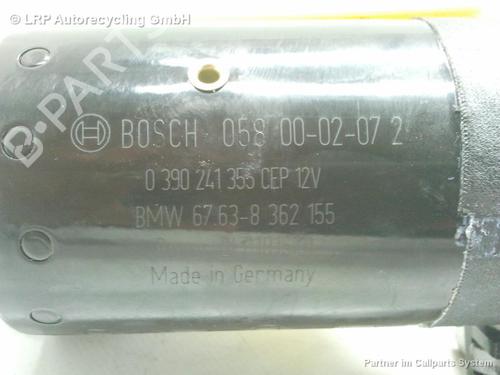 © LRP Autorecycling GmbH
BOSCH 058 00-02-07 2
0 390 241 355 CEP 12V
BMW 67.63-8 362 155
Made in Germany
Partner im Callparts System